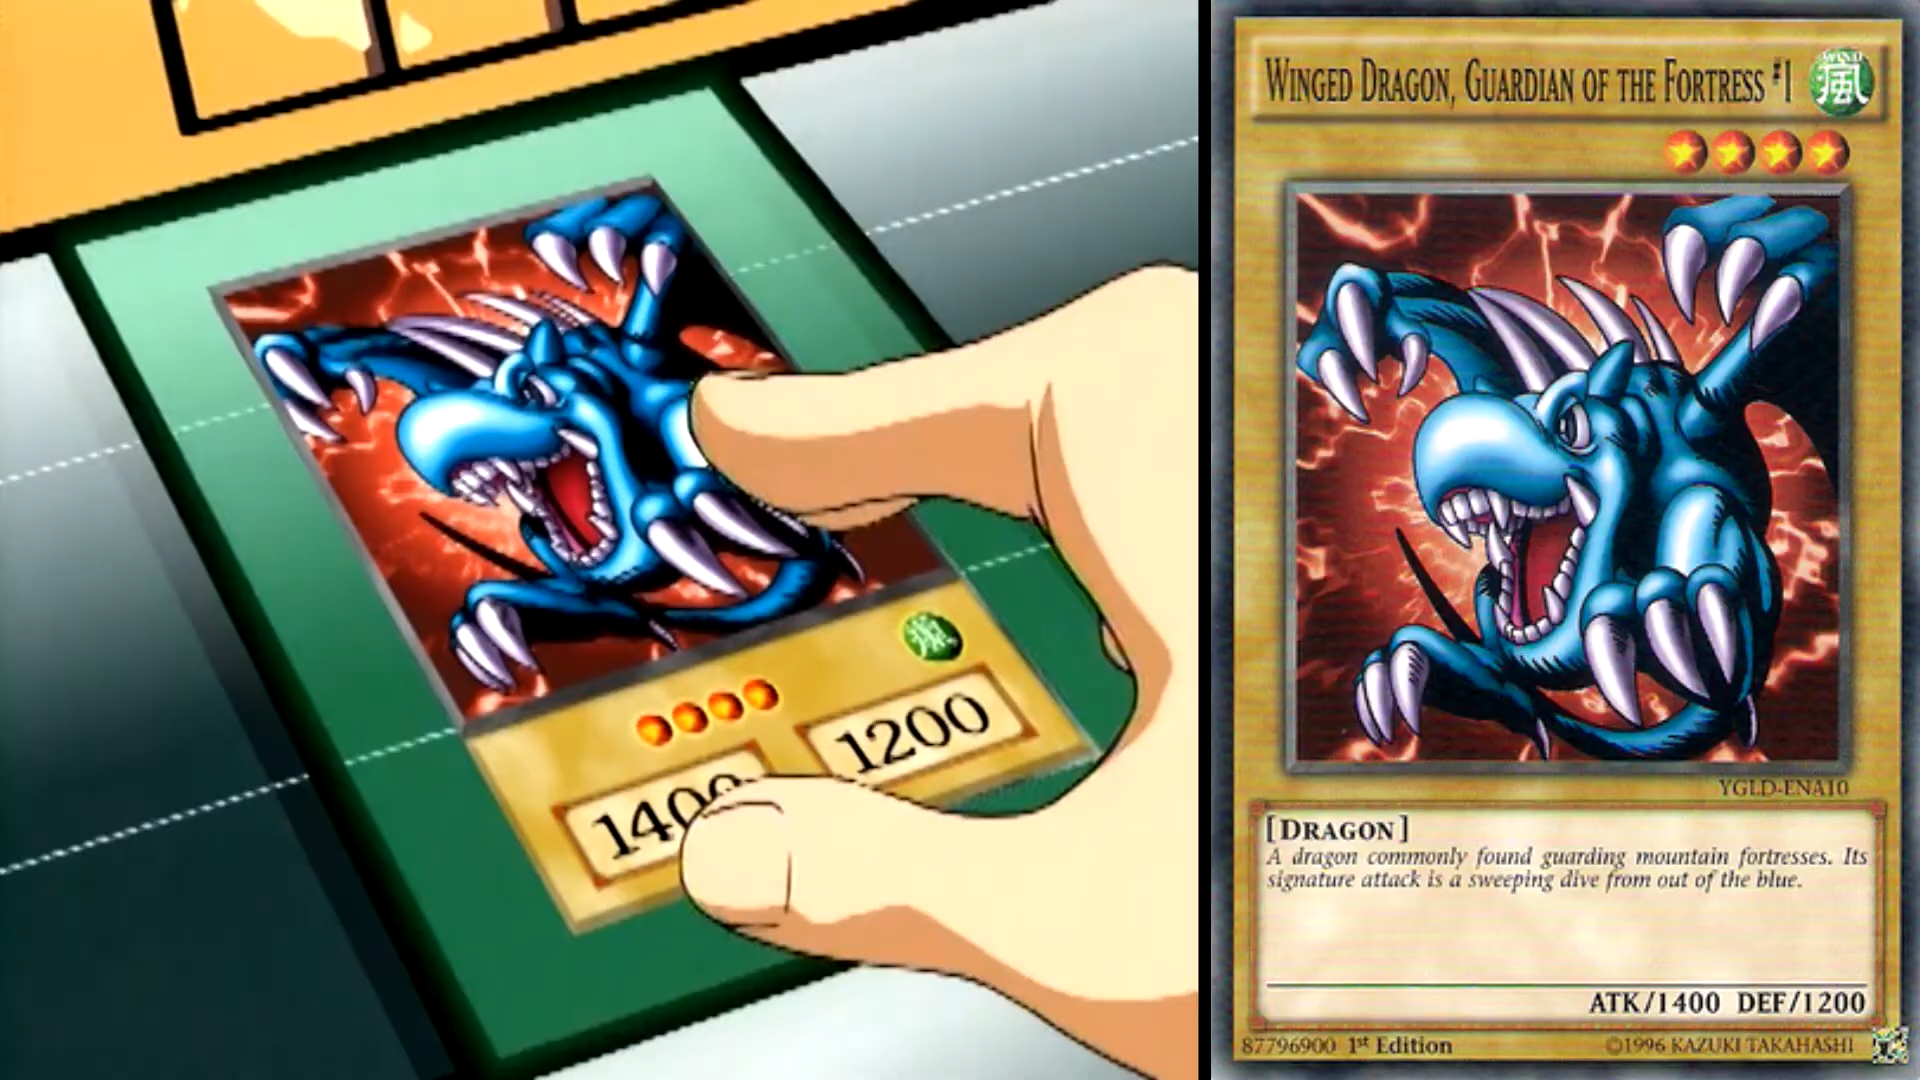 1400
1200
WINGED DRAGON, GUARDIAN OF THE FORTRESS #1
WIND
風
YGLD-ENA10
[DRAGON]
A dragon commonly found guarding mountain fortresses. Its
signature attack is a sweeping dive from out of the blue.
ATK/1400 DEF/1200
87796900 1st Edition
©1996 KAZUKI TAKAHASHI